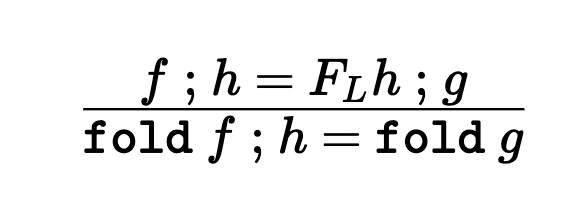 f ; h = F_L h ; g
fold f ; h = fold g